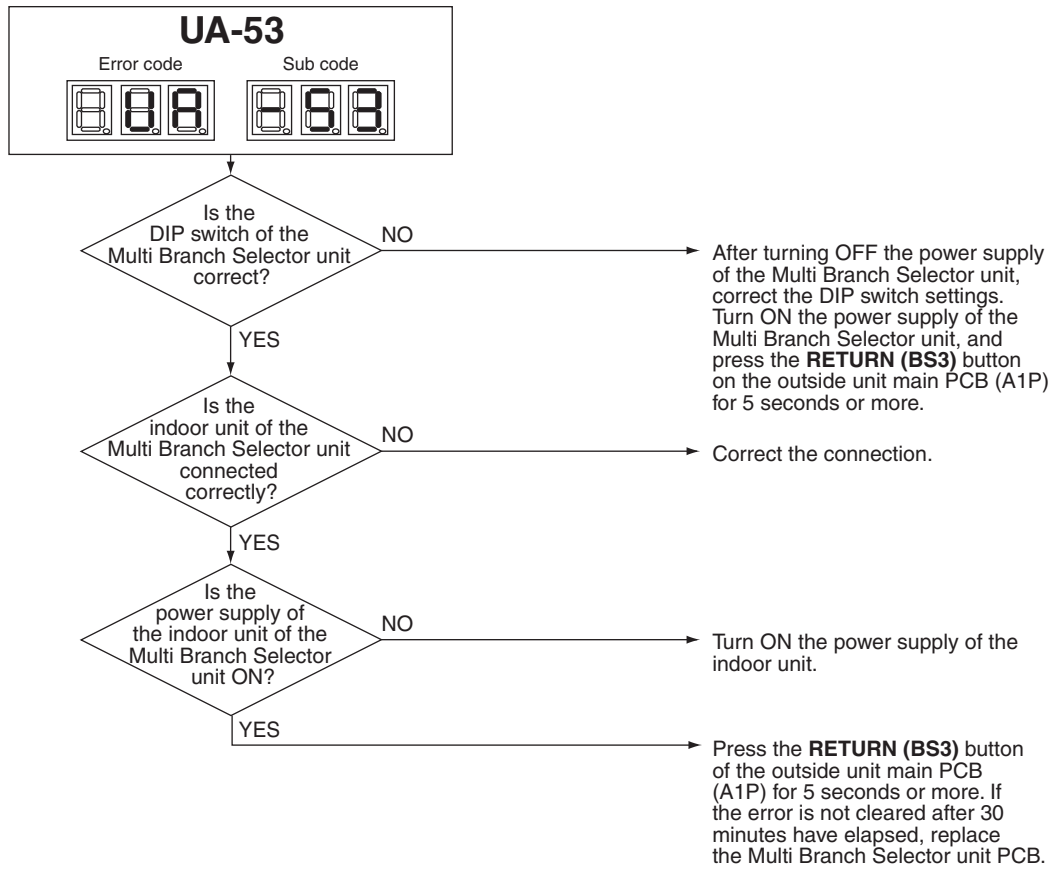 UA-53
Error code
Sub code
UA
-53
Is the
DIP switch of the
Multi Branch Selector unit
correct?
NO
After turning OFF the power supply
of the Multi Branch Selector unit,
correct the DIP switch settings.
Turn ON the power supply of the
Multi Branch Selector unit, and
press the RETURN (BS3) button
on the outside unit main PCB (A1P)
for 5 seconds or more.
YES
Is the
indoor unit of the
Multi Branch Selector unit
connected
correctly?
NO
Correct the connection.
YES
Is the
power supply of
the indoor unit of the
Multi Branch Selector
unit ON?
NO
Turn ON the power supply of the
indoor unit.
YES
Press the RETURN (BS3) button
of the outside unit main PCB
(A1P) for 5 seconds or more. If
the error is not cleared after 30
minutes have elapsed, replace
the Multi Branch Selector unit PCB.